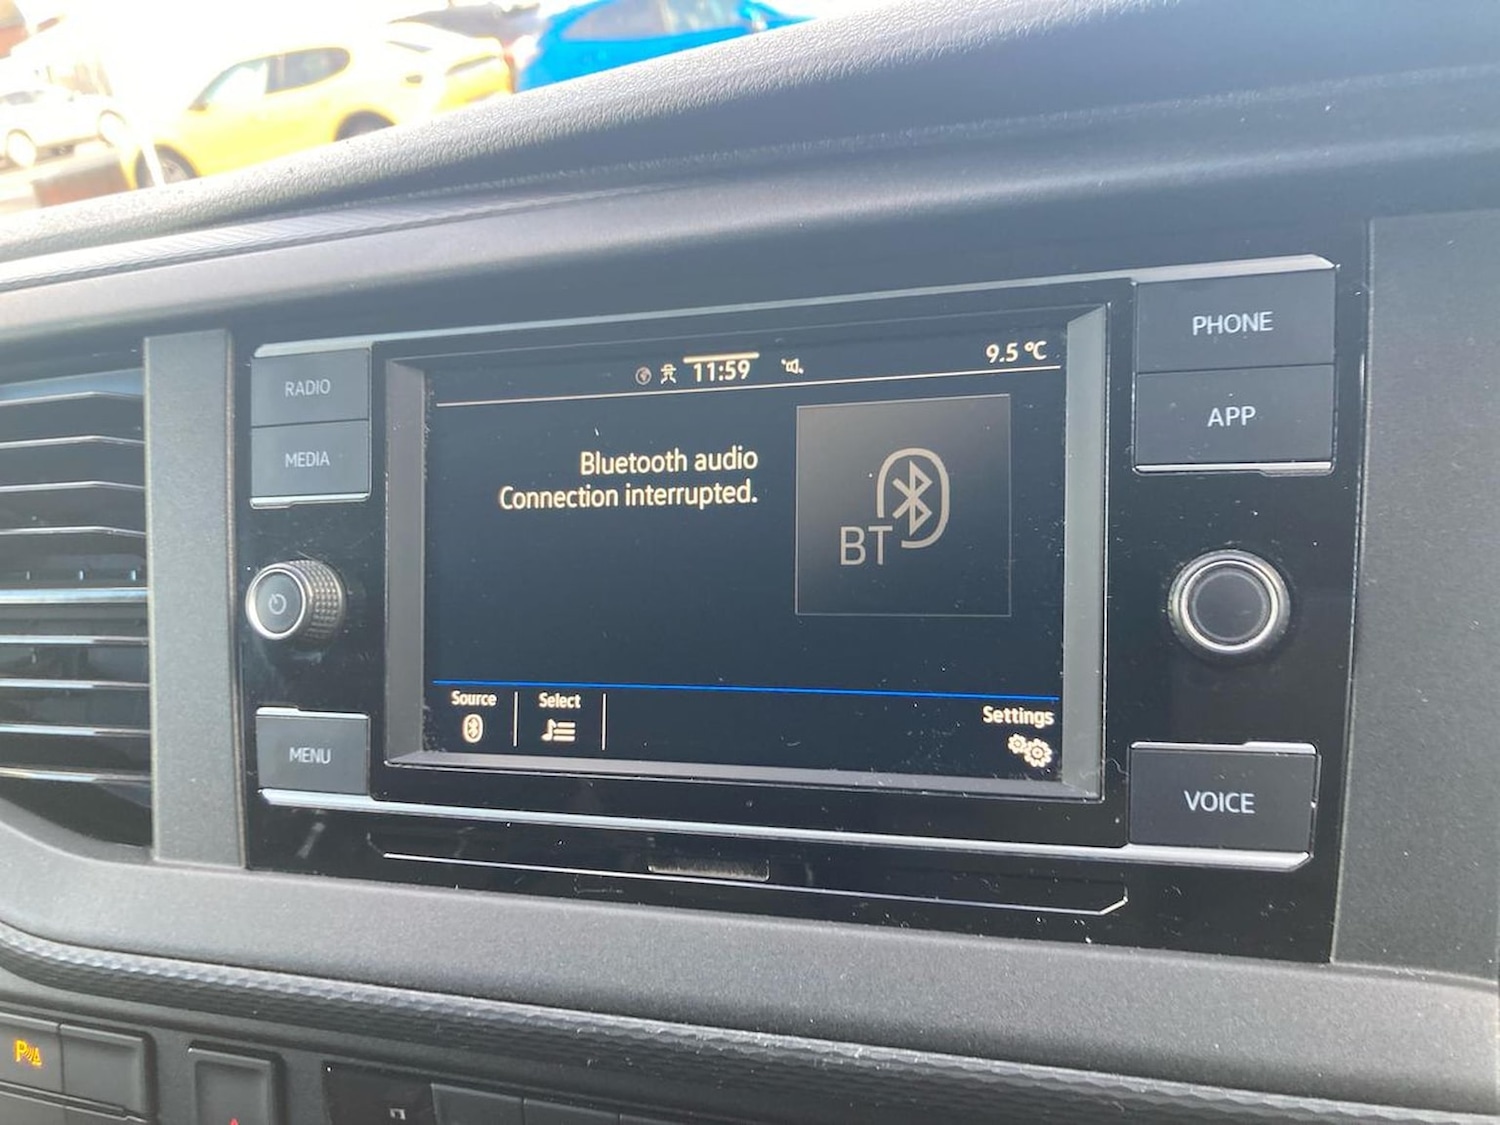 11:59
9.5 °C
PHONE
RADIO
APP
MEDIA
Bluetooth audio
Connection interrupted.
BT
Source
Select
Settings
MENU
VOICE
P